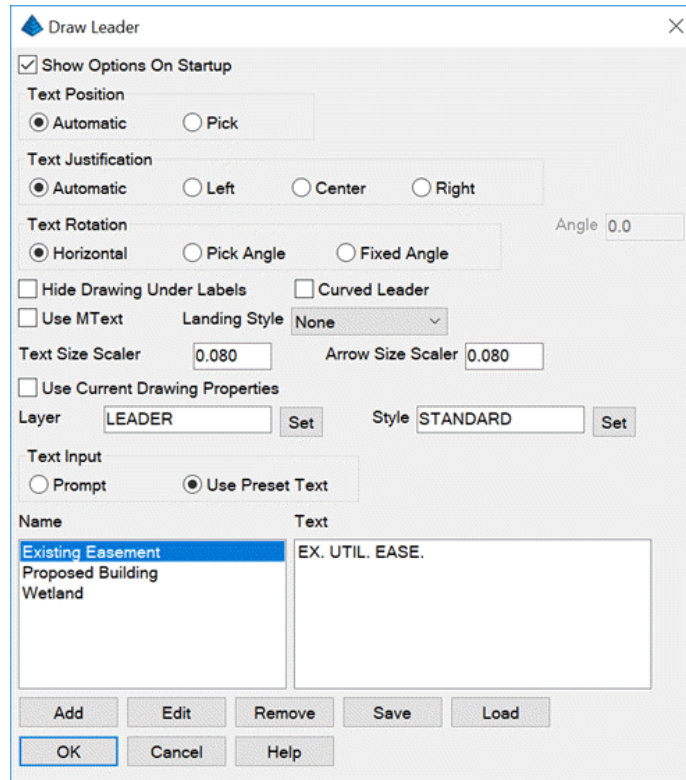 Draw Leader
Show Options On Startup
Text Position
Automatic Pick
Text Justification
Automatic Left Center Right
Text Rotation Angle 0.0
Horizontal Pick Angle Fixed Angle
Hide Drawing Under Labels Curved Leader
Use MText Landing Style None
Text Size Scaler 0.080 Arrow Size Scaler 0.080
Use Current Drawing Properties
Layer LEADER Set Style STANDARD Set
Text Input
Prompt Use Preset Text
Name Text
Existing Easement EX. UTIL. EASE.
Proposed Building
Wetland
Add Edit Remove Save Load
OK Cancel Help